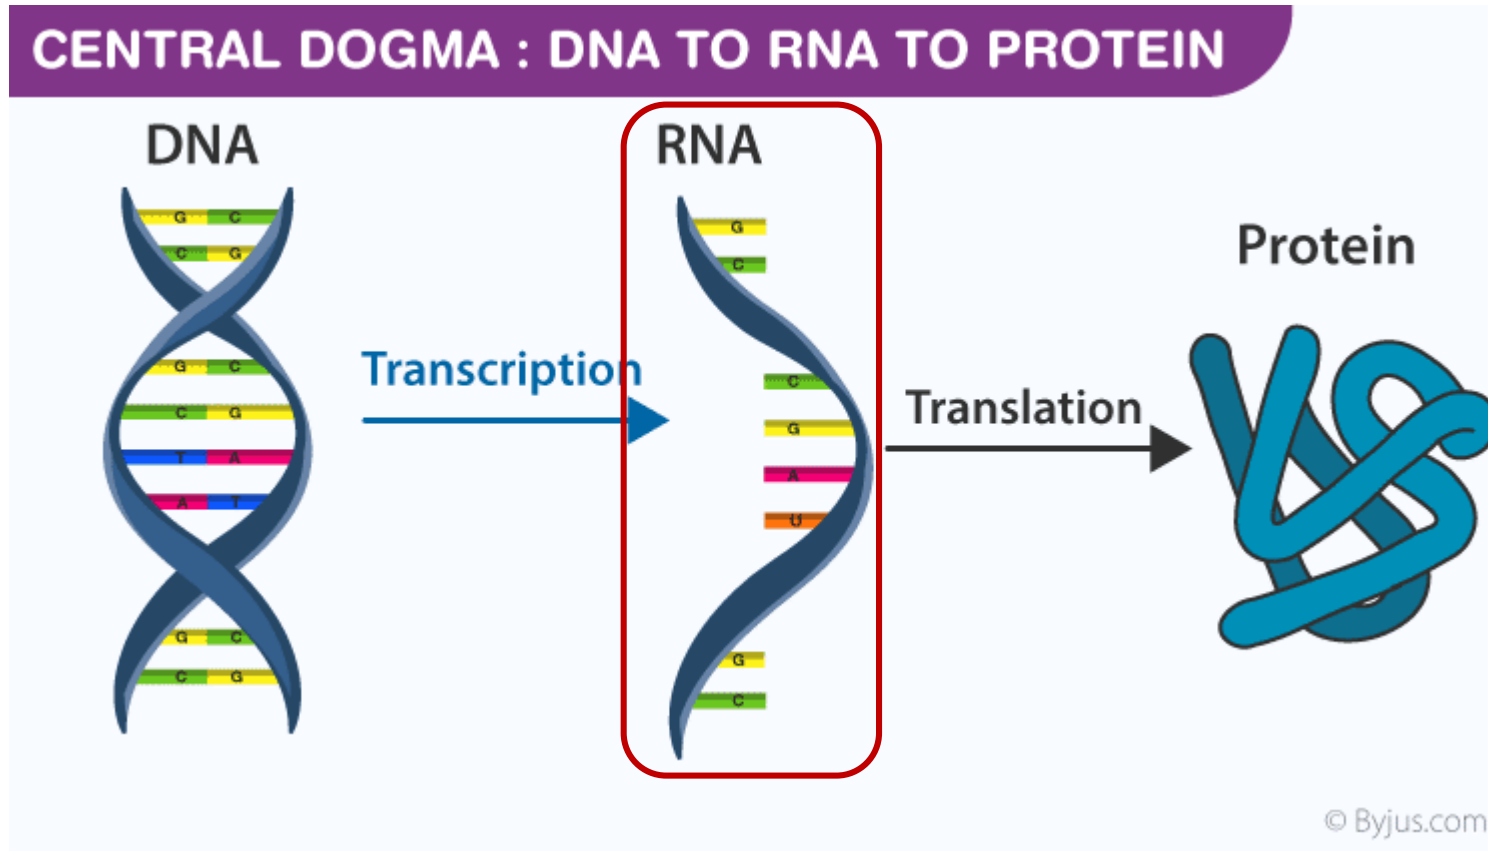 CENTRAL DOGMA : DNA TO RNA TO PROTEIN
DNA
RNA
Protein
Transcription
Translation
G C
C G
G C
C G
T A
A T
G C
C G
G
C
C
G
A
U
G
C
© Byjus.com